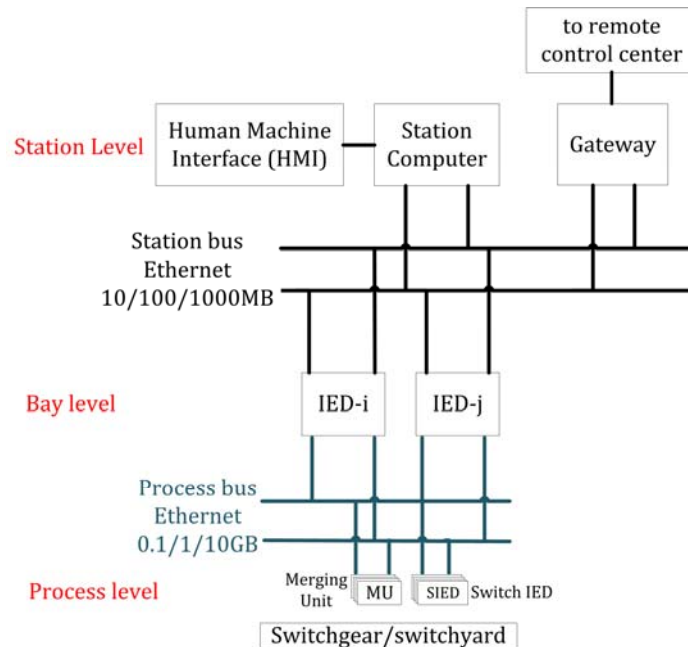 to remote
control center
Station Level
Human Machine
Interface (HMI)
Station
Computer
Gateway
Station bus
Ethernet
10/100/1000MB
Bay level
IED-i
IED-j
Process bus
Ethernet
0.1/1/10GB
Process level
Merging
Unit
MU
SIED
Switch IED
Switchgear/switchyard